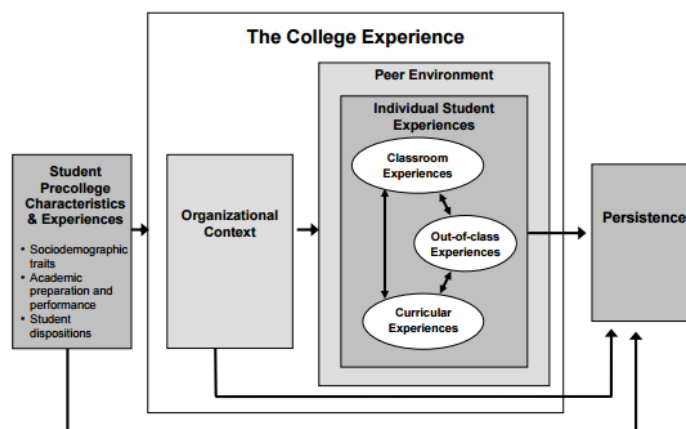 The College Experience
Peer Environment
Individual Student
Experiences
Classroom
Experiences
Out-of-class
Experiences
Curricular
Experiences
Student
Precollege
Characteristics
& Experiences
• Sociodemographic
traits
• Academic
preparation and
performance
• Student
dispositions
Organizational
Context
Persistence